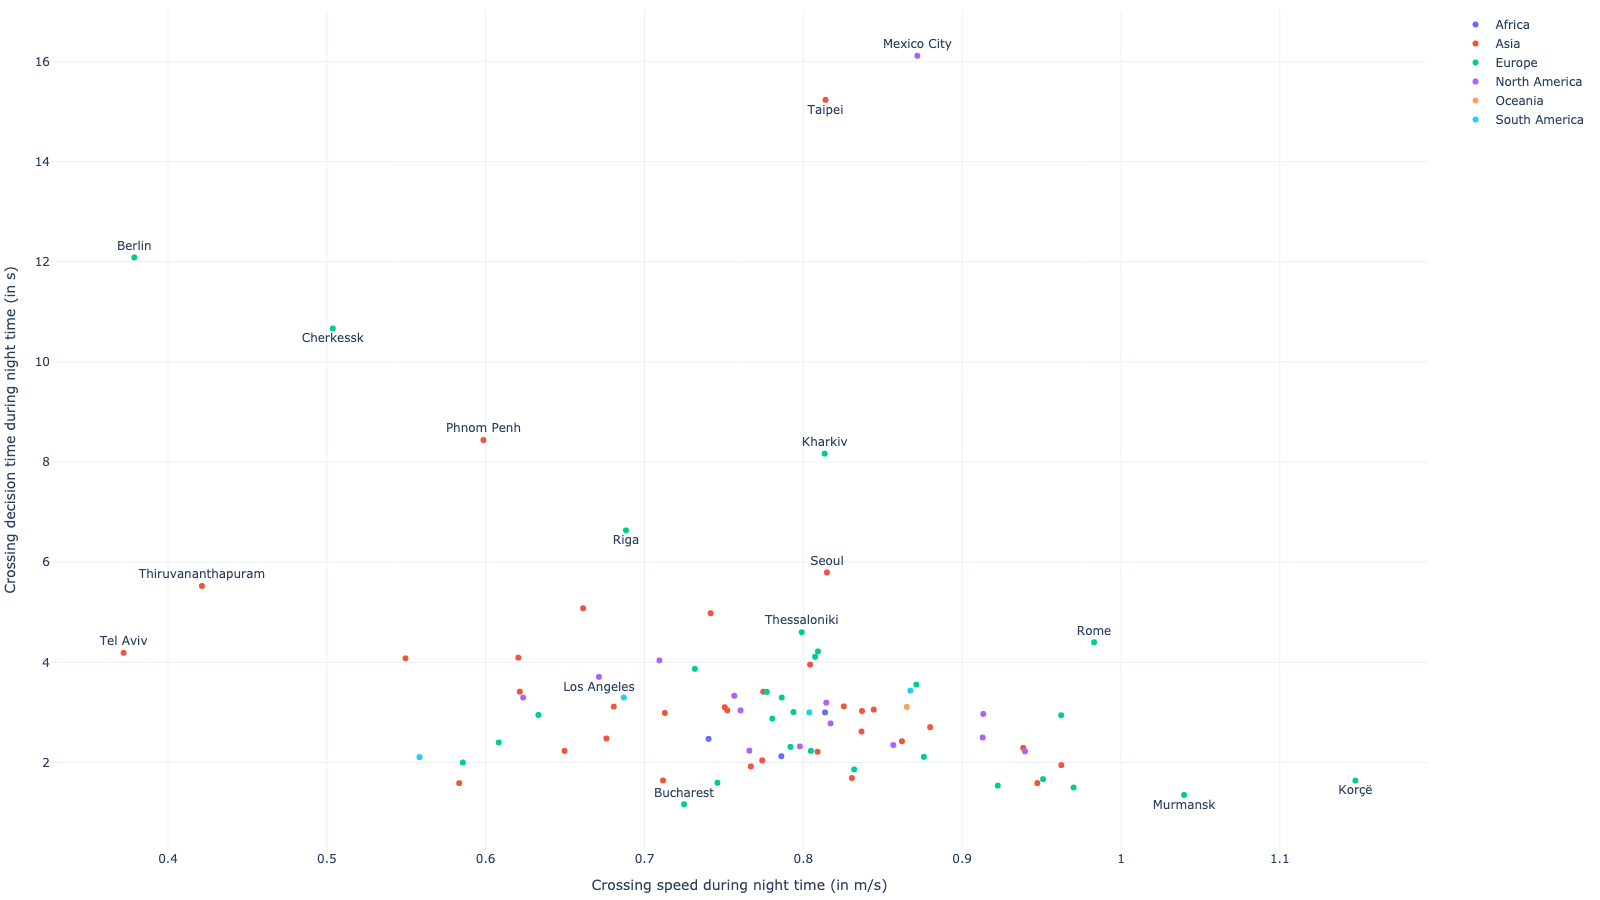 Mexico City
Taipei
Berlin
Cherkessk
Phnom Penh
Kharkiv
Riga
Seoul
Thiruvananthapuram
Thessaloniki
Rome
Tel Aviv
Los Angeles
Bucharest
Korçë
Murmansk
16
14
12
10
8
6
4
2
0.4
0.5
0.6
0.7
0.8
0.9
1
1.1
Crossing speed during night time (in m/s)
Crossing decision time during night time (in s)
Africa
Asia
Europe
North America
Oceania
South America